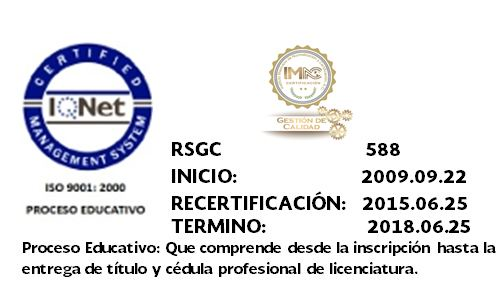 CERTIFIED
IQNet
MANAGEMENT SYSTEM
ISO 9001: 2000
PROCESO EDUCATIVO
IMNC
CERTIFICACIÓN
GESTIÓN DE
CALIDAD
RSGC 588
INICIO: 2009.09.22
RECERTIFICACIÓN: 2015.06.25
TERMINO: 2018.06.25
Proceso Educativo: Que comprende desde la inscripción hasta la
entrega de título y cédula profesional de licenciatura.